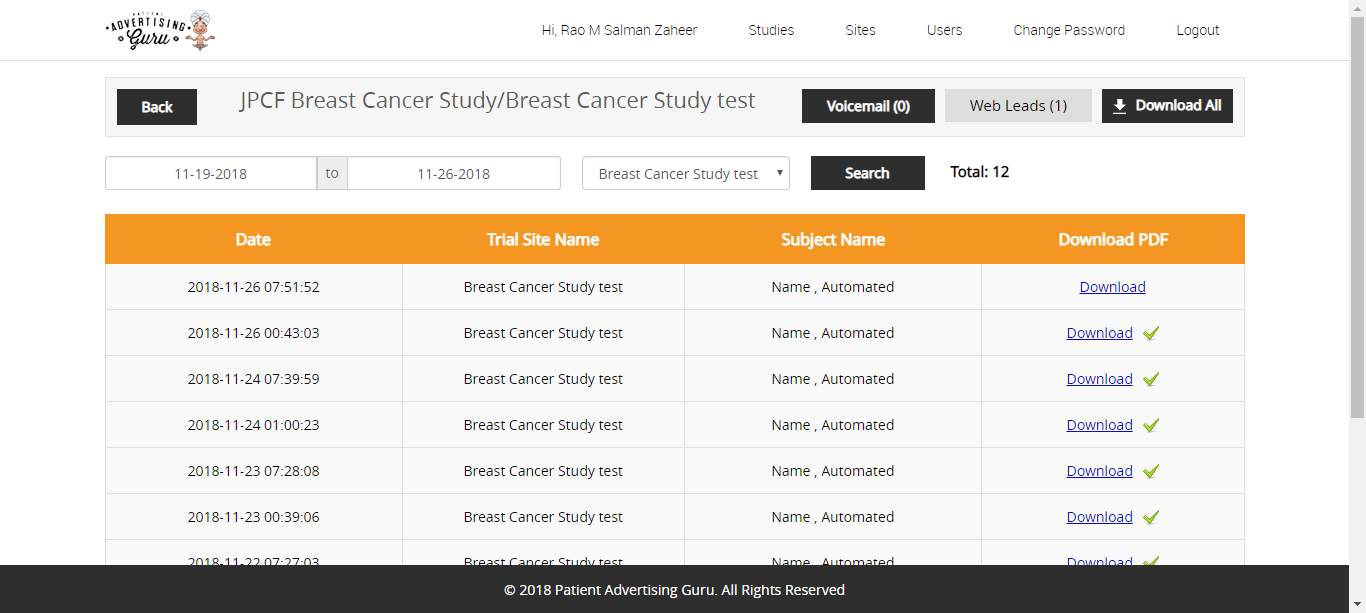 PATIENT
ADVERTISING
Guru
Hi, Rao M Salman Zaheer Studies Sites Users Change Password Logout
Back JPCF Breast Cancer Study/Breast Cancer Study test Voicemail (0) Web Leads (1) Download All
11-19-2018 to 11-26-2018 Breast Cancer Study test Search Total: 12
Date Trial Site Name Subject Name Download PDF
2018-11-26 07:51:52 Breast Cancer Study test Name , Automated Download
2018-11-26 00:43:03 Breast Cancer Study test Name , Automated Download
2018-11-24 07:39:59 Breast Cancer Study test Name , Automated Download
2018-11-24 01:00:23 Breast Cancer Study test Name , Automated Download
2018-11-23 07:28:08 Breast Cancer Study test Name , Automated Download
2018-11-23 00:39:06 Breast Cancer Study test Name , Automated Download
2018-11-22 07:27:03 Breast Cancer Study test Name , Automated Download
© 2018 Patient Advertising Guru. All Rights Reserved